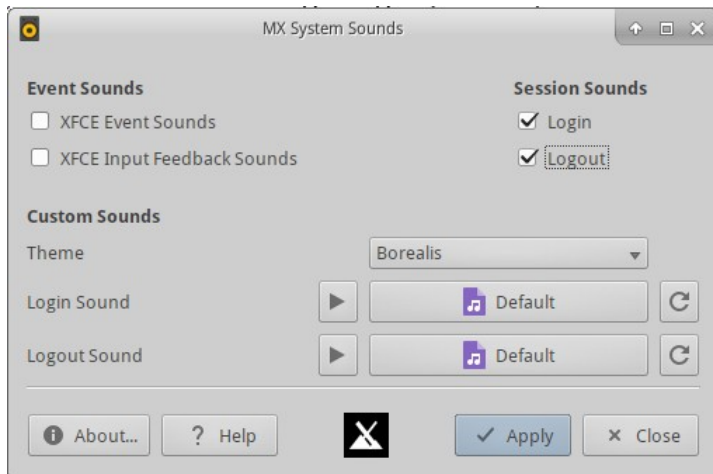 MX System Sounds
Event Sounds
Session Sounds
XFCE Event Sounds
Login
XFCE Input Feedback Sounds
Logout
Custom Sounds
Theme
Borealis
Login Sound
Default
Logout Sound
Default
About...
? Help
Apply
Close